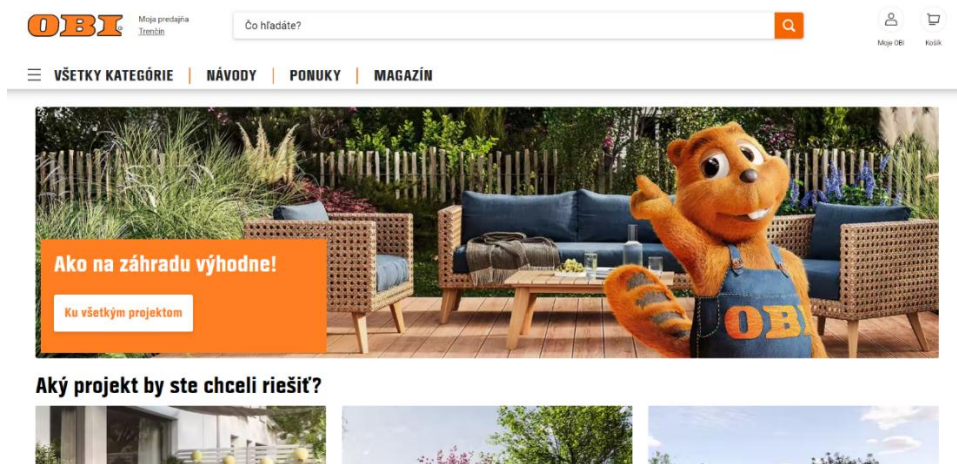 OBI
Moja predajňa
Trenčín
Čo hľadáte?
Moje OBI
Košík
VŠETKY KATEGÓRIE | NÁVODY | PONUKY | MAGAZÍN
Ako na záhradu výhodne!
Ku všetkým projektom
OBI
Aký projekt by ste chceli riešiť?